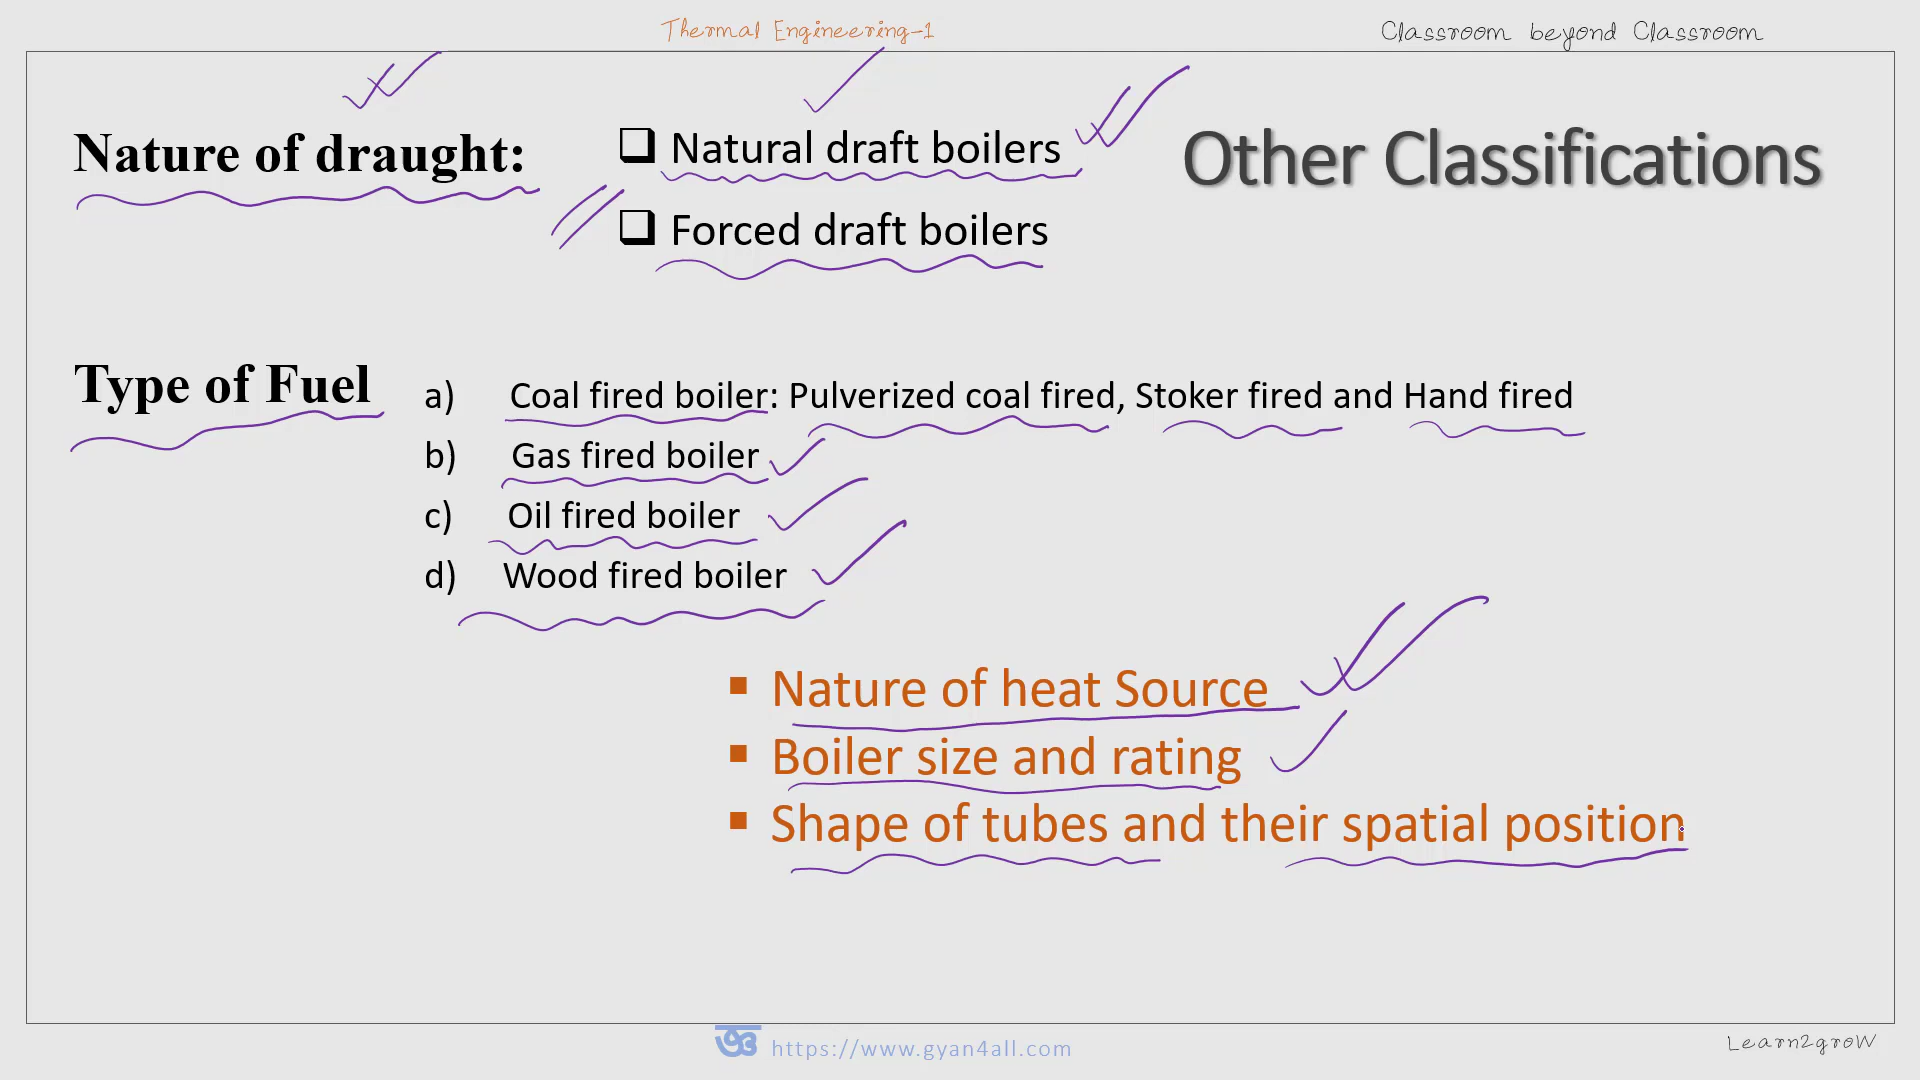 Thermal Engineering-1
Classroom beyond Classroom
Nature of draught:
Natural draft boilers
Forced draft boilers
Other Classifications
Type of Fuel
a) Coal fired boiler: Pulverized coal fired, Stoker fired and Hand fired
b) Gas fired boiler
c) Oil fired boiler
d) Wood fired boiler
Nature of heat Source
Boiler size and rating
Shape of tubes and their spatial position
https://www.gyan4all.com
Learn2groW